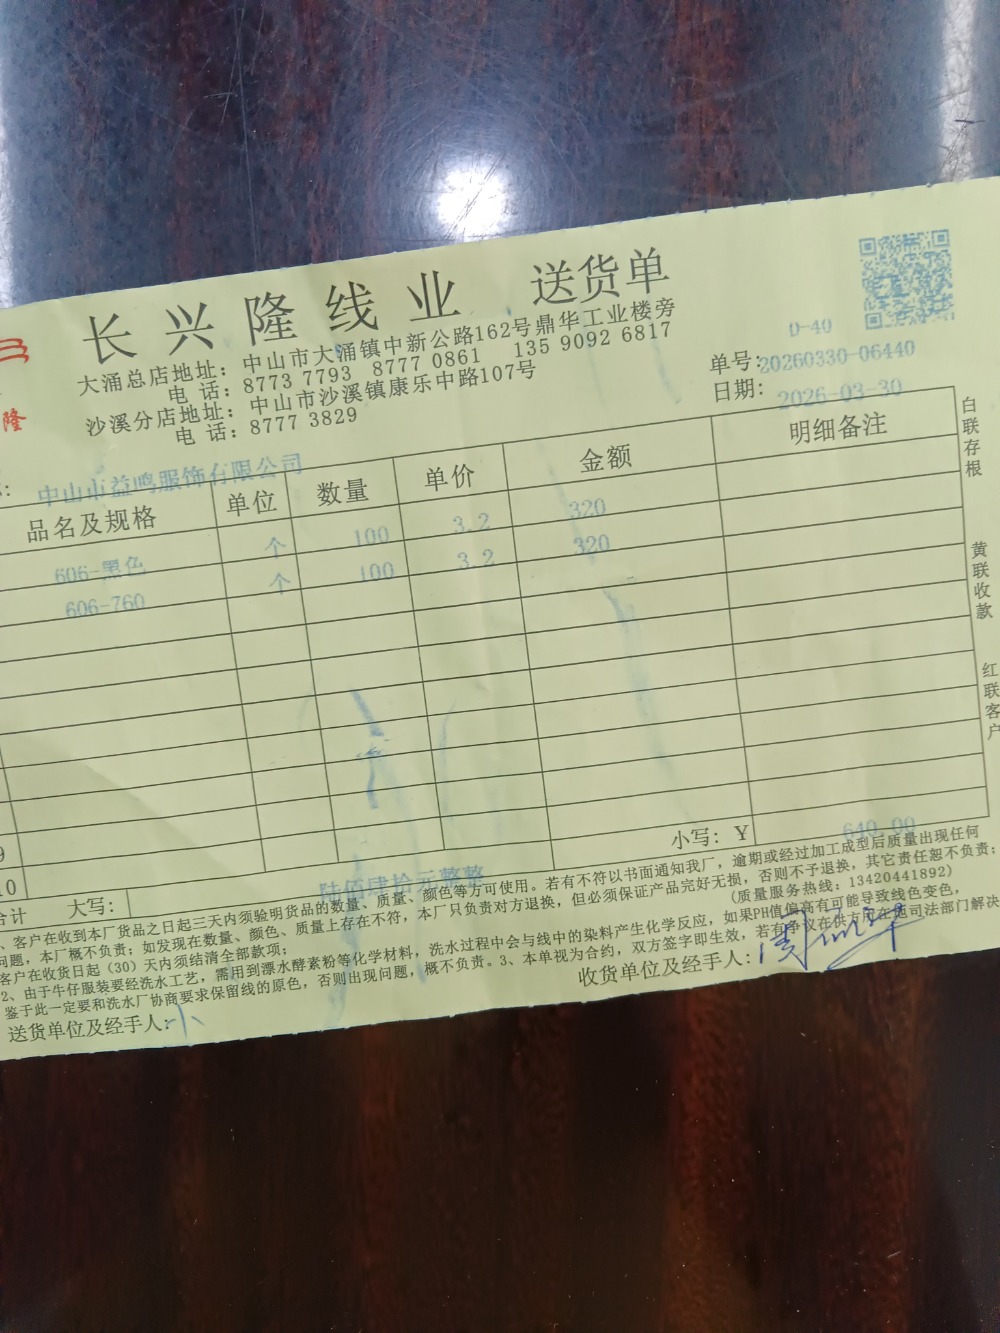 长兴隆线业 送货单
大涌总店地址：中山市大涌镇中新公路162号鼎华工业楼旁
电 话：8773 7793 8777 0861 135 9092 6817
沙溪分店地址：中山市沙溪镇康乐中路107号
电 话：8777 3829
隆
D-40
单号：20260330-06440
日期：2026-03-30
中山市益鸣服饰有限公司
品名及规格 单位 数量 单价 金额 明细备注
606-黑色 个 100 3.2 320
606-760 个 100 3.2 320
9
10
合计 大写：陆佰肆拾元整整 小写：Y 640.00
、客户在收到本厂货品之日起三天内须验明货品的数量、质量、颜色等方可使用。若有不符以书面通知我厂，逾期或经过加工成型后质量出现任何
问题，本厂概不负责；如发现在数量、颜色、质量上存在不符，本厂只负责对方退换，但必须保证产品完好无损，否则不予退换，其它责任恕不负责；
客户在收货日起（30）天内须结清全部款项； （质量服务热线：13420441892）
2、由于牛仔服装要经洗水工艺，需用到漂水酵素粉等化学材料，洗水过程中会与线中的染料产生化学反应，如果PH值偏高有可能导致线色变色，
鉴于此一定要和洗水厂协商要求保留线的原色，否则出现问题，概不负责。3、本单视为合约，双方签字即生效，若有争议在供方所在地司法部门解决
送货单位及经手人：小
收货单位及经手人：
白联存根
黄联收款
红联客户